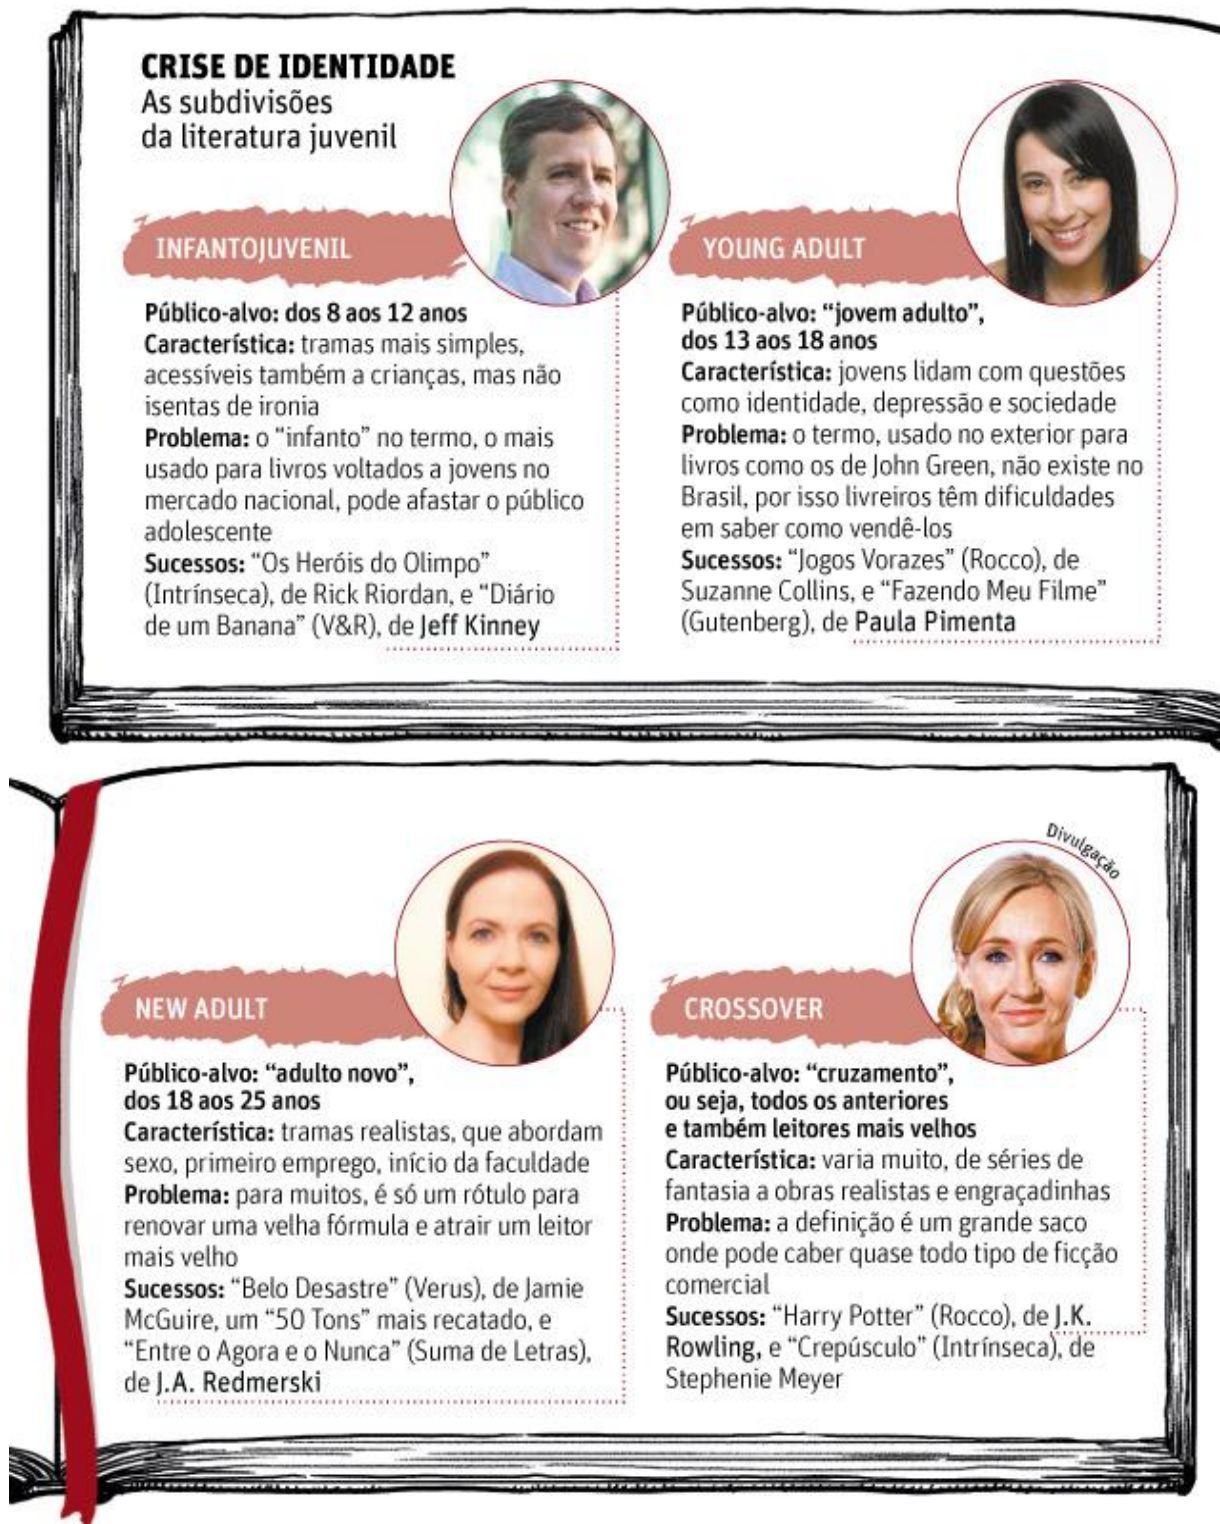 CRISE DE IDENTIDADE
As subdivisões
da literatura juvenil
INFANTOJUVENIL
Público-alvo: dos 8 aos 12 anos
Característica: tramas mais simples,
acessíveis também a crianças, mas não
isentas de ironia
Problema: o “infanto” no termo, o mais
usado para livros voltados a jovens no
mercado nacional, pode afastar o público
adolescente
Sucessos: “Os Heróis do Olimpo”
(Intrínseca), de Rick Riordan, e “Diário
de um Banana” (V&R), de Jeff Kinney
YOUNG ADULT
Público-alvo: “jovem adulto”,
dos 13 aos 18 anos
Característica: jovens lidam com questões
como identidade, depressão e sociedade
Problema: o termo, usado no exterior para
livros como os de John Green, não existe no
Brasil, por isso livreiros têm dificuldades
em saber como vendê-los
Sucessos: “Jogos Vorazes” (Rocco), de
Suzanne Collins, e “Fazendo Meu Filme”
(Gutenberg), de Paula Pimenta
NEW ADULT
Público-alvo: “adulto novo”,
dos 18 aos 25 anos
Característica: tramas realistas, que abordam
sexo, primeiro emprego, início da faculdade
Problema: para muitos, é só um rótulo para
renovar uma velha fórmula e atrair um leitor
mais velho
Sucessos: “Belo Desastre” (Verus), de Jamie
McGuire, um “50 Tons” mais recatado, e
“Entre o Agora e o Nunca” (Suma de Letras),
de J.A. Redmerski
Divulgação
CROSSOVER
Público-alvo: “cruzamento”,
ou seja, todos os anteriores
e também leitores mais velhos
Característica: varia muito, de séries de
fantasia a obras realistas e engraçadinhas
Problema: a definição é um grande saco
onde pode caber quase todo tipo de ficção
comercial
Sucessos: “Harry Potter” (Rocco), de J.K.
Rowling, e “Crepúsculo” (Intrínseca), de
Stephenie Meyer